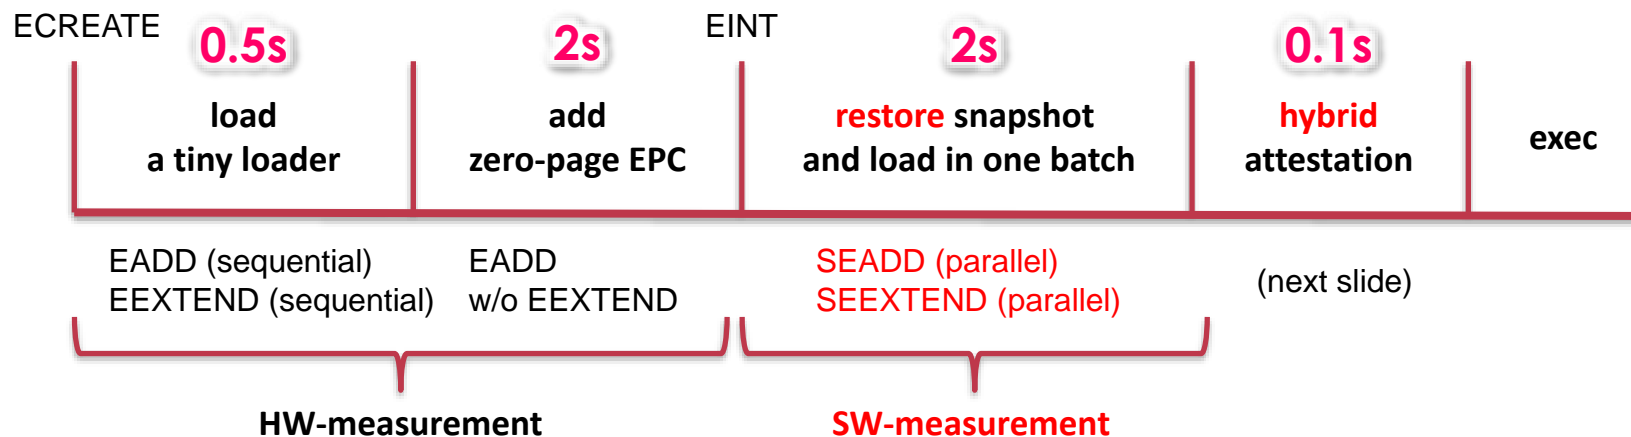 ECREATE
0.5s
2s
EINT
2s
0.1s
load
a tiny loader
add
zero-page EPC
restore snapshot
and load in one batch
hybrid
attestation
exec
EADD (sequential)
EEXTEND (sequential)
EADD
w/o EEXTEND
SEADD (parallel)
SEEXTEND (parallel)
(next slide)
HW-measurement
SW-measurement